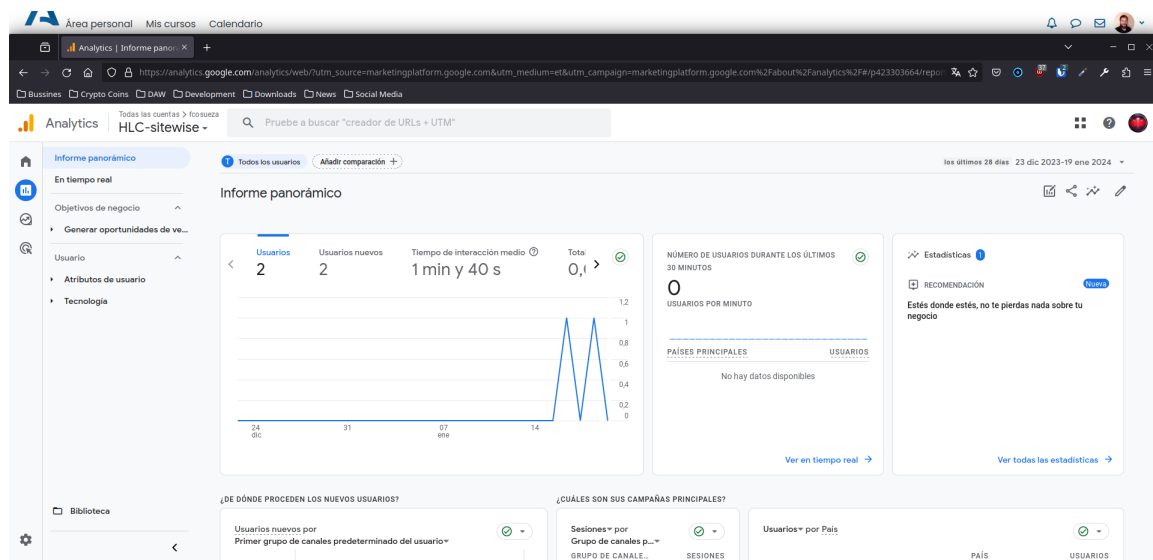 Área personal Mis cursos Calendario
Analytics | Informe panorá × +
https://analytics.google.com/analytics/web/?utm_source=marketingplatform.google.com&utm_medium=et&utm_campaign=marketingplatform.google.com%2Fabout%2Fanalytics%2F#/p423303664/repor
37 2
Bussines Crypto Coins DAW Development Downloads News Social Media
Analytics
Todas las cuentas > fcosueza
HLC-sitewise
Pruebe a buscar "creador de URLs + UTM"
Informe panorámico
En tiempo real
Objetivos de negocio
Generar oportunidades de ve...
Usuario
Atributos de usuario
Tecnología
Biblioteca
T Todos los usuarios Añadir comparación +
los últimos 28 días 23 dic 2023-19 ene 2024
Informe panorámico
Usuarios Usuarios nuevos Tiempo de interacción medio Total
2 2 1 min y 40 s 0,(
1,2
1
0,8
0,6
0,4
0,2
0
24 31 07 14
dic ene
NÚMERO DE USUARIOS DURANTE LOS ÚLTIMOS
30 MINUTOS
0
USUARIOS POR MINUTO
PAÍSES PRINCIPALES USUARIOS
No hay datos disponibles
Ver en tiempo real →
Estadísticas 1
RECOMENDACIÓN Nueva
Estés donde estés, no te pierdas nada sobre tu
negocio
Ver todas las estadísticas →
¿DE DÓNDE PROCEDEN LOS NUEVOS USUARIOS?
Usuarios nuevos por
Primer grupo de canales predeterminado del usuario
¿CUÁLES SON SUS CAMPAÑAS PRINCIPALES?
Sesiones por
Grupo de canales p...
GRUPO DE CANALE... SESIONES
Usuarios por País
PAÍS USUARIOS